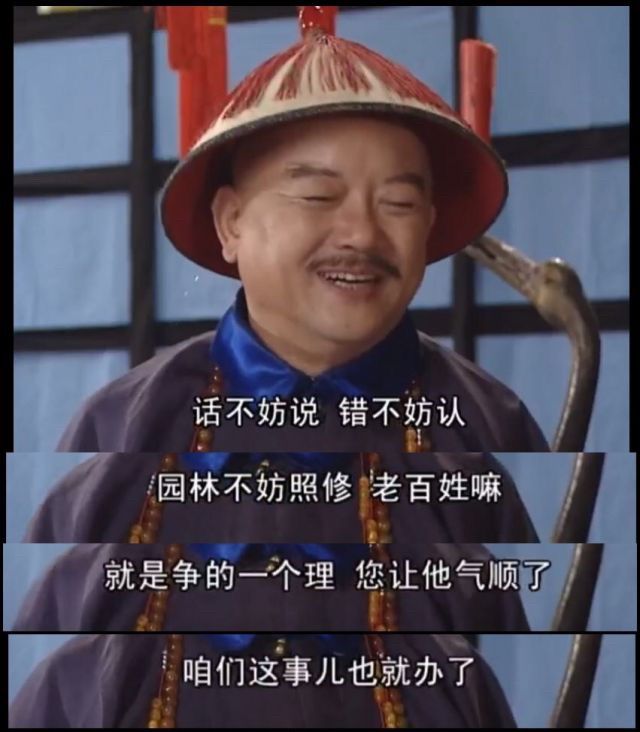 话不妨说 错不妨认
园林不妨照修 老百姓嘛
就是争的一个理 您让他气顺了
咱们这事儿也就办了